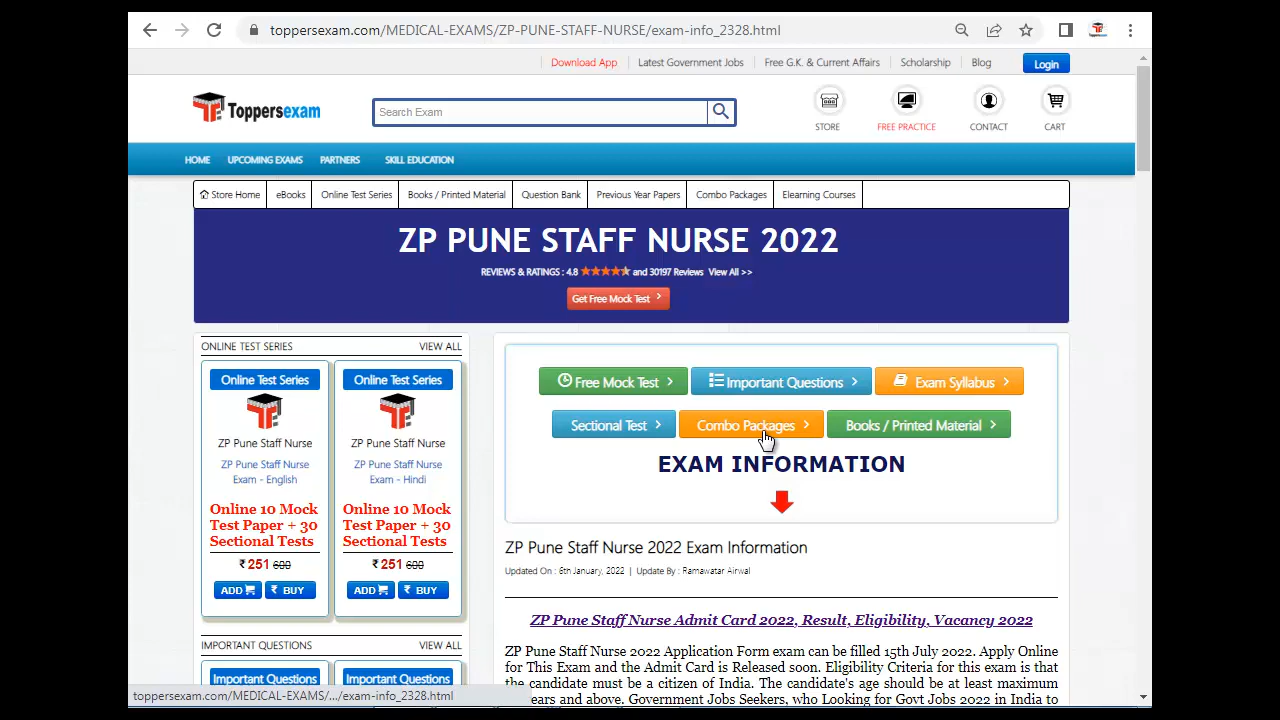 toppersexam.com/MEDICAL-EXAMS/ZP-PUNE-STAFF-NURSE/exam-info_2328.html
Download App
Latest Government Jobs
Free G.K. & Current Affairs
Scholarship
Blog
Login
Toppersexam
Search Exam
STORE
FREE PRACTICE
CONTACT
CART
HOME
UPCOMING EXAMS
PARTNERS
SKILL EDUCATION
Store Home
eBooks
Online Test Series
Books / Printed Material
Question Bank
Previous Year Papers
Combo Packages
Elearning Courses
ZP PUNE STAFF NURSE 2022
REVIEWS & RATINGS : 4.8 and 30197 Reviews View All >>
Get Free Mock Test
ONLINE TEST SERIES
VIEW ALL
Online Test Series
ZP Pune Staff Nurse
ZP Pune Staff Nurse
Exam - English
Online 10 Mock
Test Paper + 30
Sectional Tests
₹ 251 600
ADD
₹ BUY
Online Test Series
ZP Pune Staff Nurse
ZP Pune Staff Nurse
Exam - Hindi
Online 10 Mock
Test Paper + 30
Sectional Tests
₹ 251 600
ADD
₹ BUY
IMPORTANT QUESTIONS
VIEW ALL
Important Questions
Important Questions
Free Mock Test
Important Questions
Exam Syllabus
Sectional Test
Combo Packages
Books / Printed Material
EXAM INFORMATION
ZP Pune Staff Nurse 2022 Exam Information
Updated On : 6th January, 2022 | Update By : Ramawatar Airwal
ZP Pune Staff Nurse Admit Card 2022, Result, Eligibility, Vacancy 2022
ZP Pune Staff Nurse 2022 Application Form exam can be filled 15th July 2022. Apply Online
for This Exam and the Admit Card is Released soon. Eligibility Criteria for this exam is that
the candidate must be a citizen of India. The candidate's age should be at least maximum
ears and above. Government Jobs Seekers, who Looking for Govt Jobs 2022 in India to
toppersexam.com/MEDICAL-EXAMS/.../exam-info_2328.html